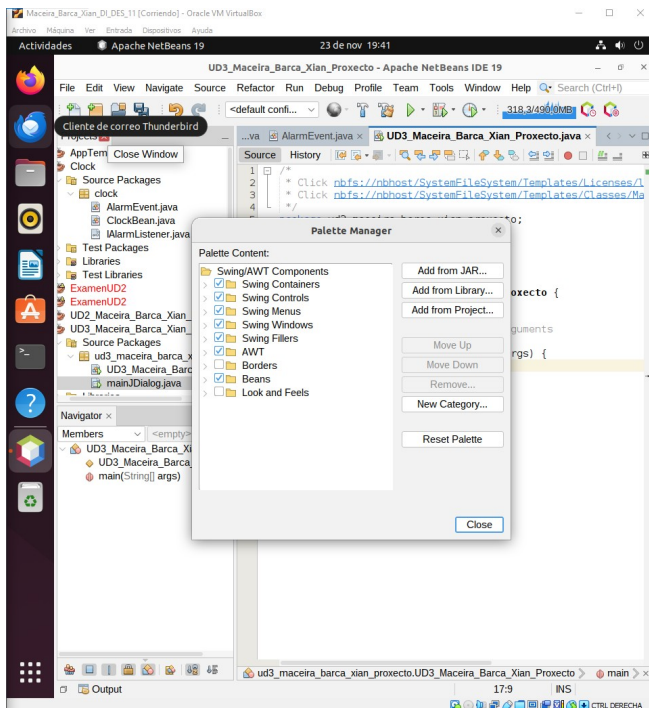 Maceira_Barca_Xian_DI_DES_11 [Corriendo] - Oracle VM VirtualBox
Archivo Máquina Ver Entrada Dispositivos Ayuda
Actividades Apache NetBeans 19 23 de nov 19:41
UD3_Maceira_Barca_Xian_Proxecto - Apache NetBeans IDE 19
File Edit View Navigate Source Refactor Run Debug Profile Team Tools Window Help Search (Ctrl+I)
<default confi... 318,3/490,0MB
Cliente de correo Thunderbird
Projects
Close Window
...va AlarmEvent.java UD3_Maceira_Barca_Xian_Proxecto.java
Source History
AppTem
Clock
Source Packages
clock
AlarmEvent.java
ClockBean.java
IAlarmListener.java
Test Packages
Libraries
Test Libraries
ExamenUD2
ExamenUD2
UD2_Maceira_Barca_Xian_
UD3_Maceira_Barca_Xian_
Source Packages
ud3_maceira_barca_x
UD3_Maceira_Barc
mainJDialog.java
1 /*
2 * Click nbfs://nbhost/SystemFileSystem/Templates/Licenses/l
3 * Click nbfs://nbhost/SystemFileSystem/Templates/Classes/Ma
4 */
oxecto {
guments
rgs) {
Palette Manager
Palette Content:
Swing/AWT Components
Swing Containers
Swing Controls
Swing Menus
Swing Windows
Swing Fillers
AWT
Borders
Beans
Look and Feels
Add from JAR...
Add from Library...
Add from Project...
Move Up
Move Down
Remove...
New Category...
Reset Palette
Close
Navigator
Members <empty>
UD3_Maceira_Barca_Xi
UD3_Maceira_Barca_
main(String[] args)
ud3_maceira_barca_xian_proxecto.UD3_Maceira_Barca_Xian_Proxecto main
Output 17:9 INS
CTRL DERECHA